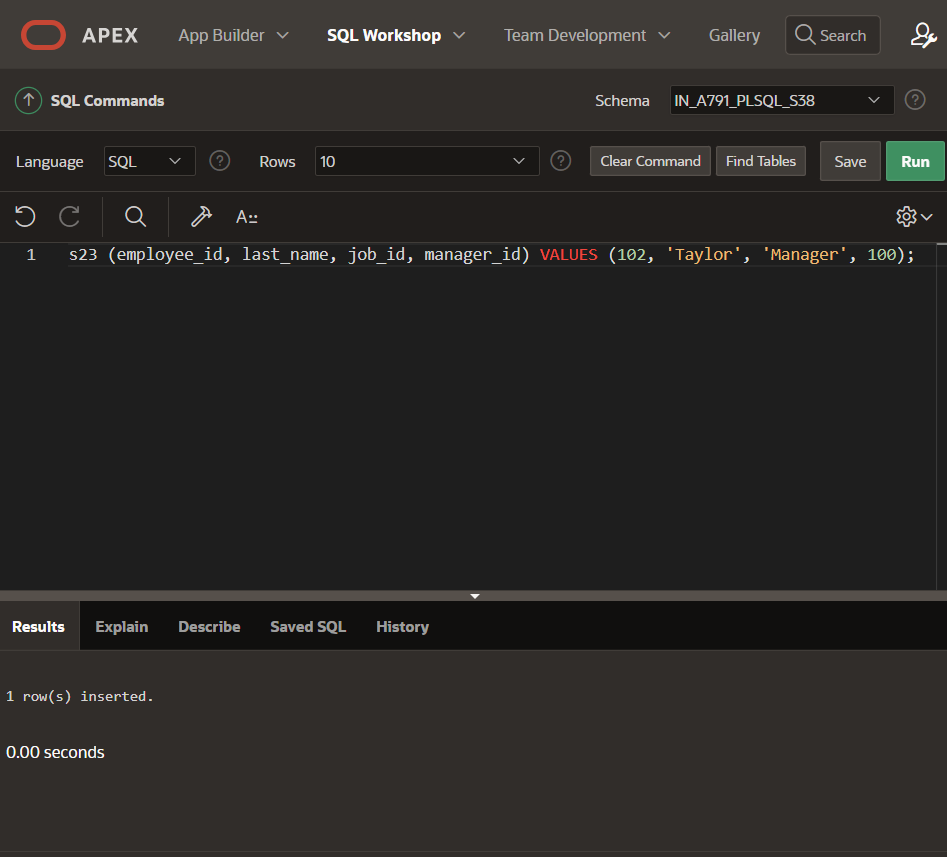 APEX App Builder SQL Workshop Team Development Gallery Search
SQL Commands Schema IN_A791_PLSQL_S38 ?
Language SQL ? Rows 10 ? Clear Command Find Tables Save Run
A::
1 s23 (employee_id, last_name, job_id, manager_id) VALUES (102, 'Taylor', 'Manager', 100);
Results Explain Describe Saved SQL History
1 row(s) inserted.
0.00 seconds